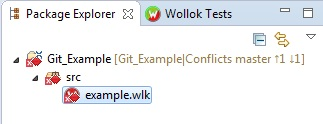 Package Explorer Wollok Tests
Git_Example [Git_Example|Conflicts master ↑1 ↓1]
src
example.wlk